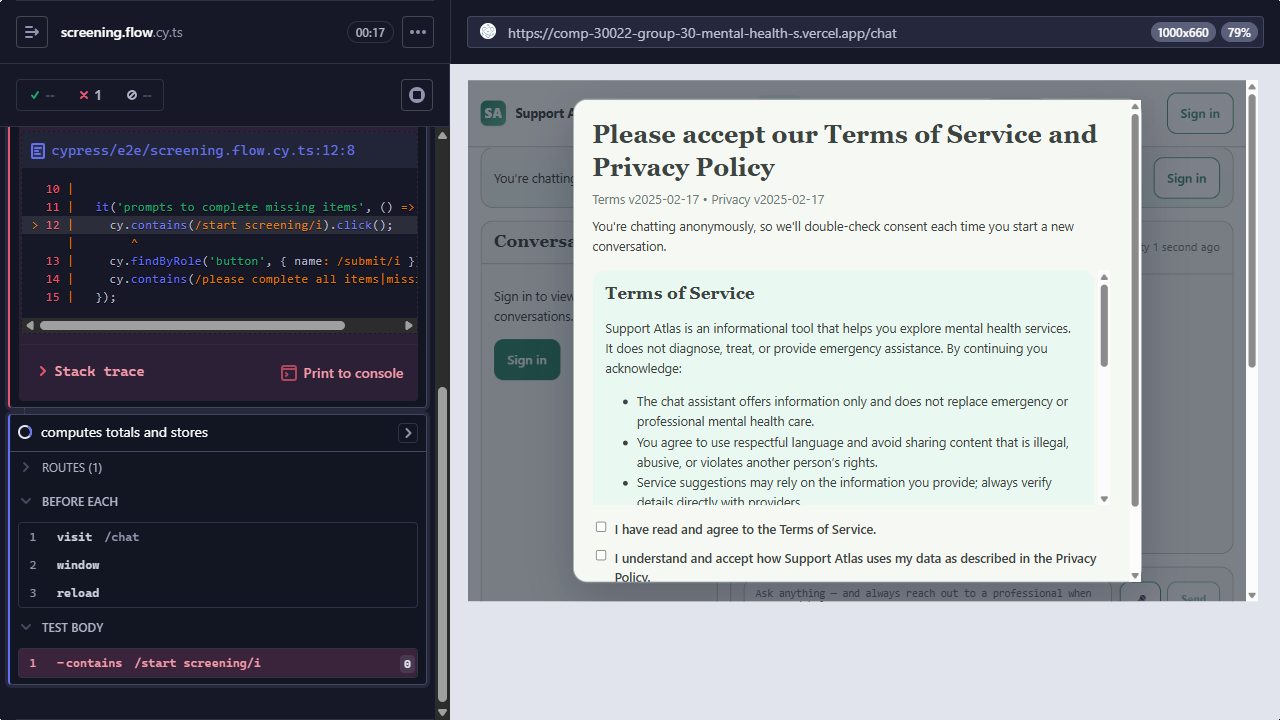 screening.flow.cy.ts
00:17
--
1
--
cypress/e2e/screening.flow.cy.ts:12:8
10 |
11 |   it('prompts to complete missing items', () =>
> 12 |     cy.contains(/start screening/i).click();
|        ^
13 |     cy.findByRole('button', { name: /submit/i }
14 |     cy.contains(/please complete all items|miss
15 |   });
Stack trace
Print to console
computes totals and stores
ROUTES (1)
BEFORE EACH
1 visit /chat
2 window
3 reload
TEST BODY
1 -contains /start screening/i 0
https://comp-30022-group-30-mental-health-s.vercel.app/chat
1000x660
79%
SA
Support A
Sign in
You're chatting
Sign in
Conversa
y 1 second ago
Sign in to view
conversations.
Sign in
Please accept our Terms of Service and
Privacy Policy
Terms v2025-02-17 • Privacy v2025-02-17
You're chatting anonymously, so we'll double-check consent each time you start a new
conversation.
Terms of Service
Support Atlas is an informational tool that helps you explore mental health services.
It does not diagnose, treat, or provide emergency assistance. By continuing you
acknowledge:
• The chat assistant offers information only and does not replace emergency or
professional mental health care.
• You agree to use respectful language and avoid sharing content that is illegal,
abusive, or violates another person's rights.
• Service suggestions may rely on the information you provide; always verify
details directly with providers.
I have read and agree to the Terms of Service.
I understand and accept how Support Atlas uses my data as described in the Privacy
Policy.
Ask anything — and always reach out to a professional when
Send